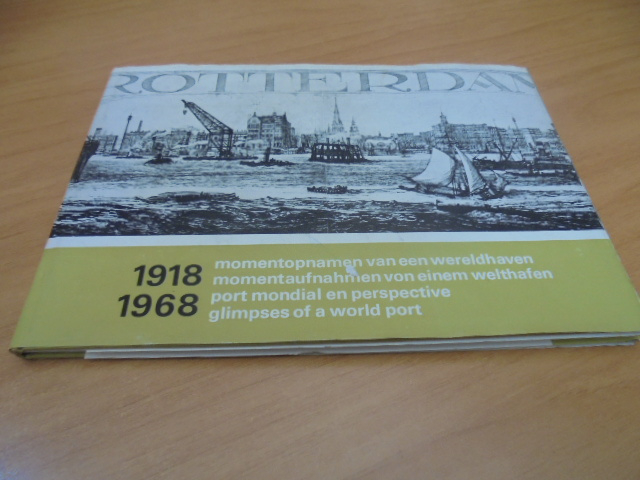 ROTTERDAM
1918
1968
momentopnamen van een wereldhaven
momentaufnahmen von einem welthafen
port mondial en perspective
glimpses of a world port